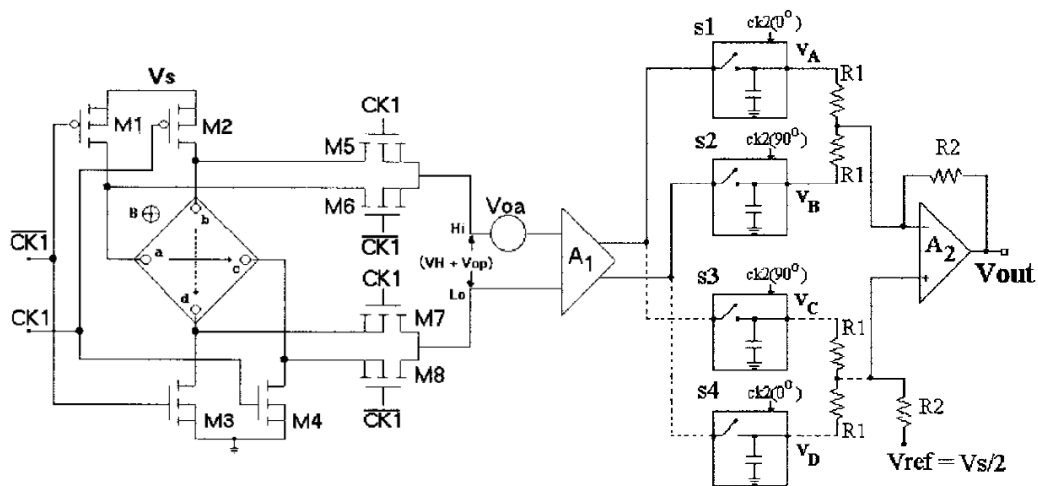 s1
ck2(0°)
VA
R1
Vs
CK1
s2
ck2(90°)
R1
R2
M1
M2
M5
VB
M6
Voa
B
b
CK1
Hi
A1
A2
Vout
CK1
a
c
(VH + Vop)
CK1
s3
ck2(90°)
VC
CK1
d
Lo
R1
M7
M8
s4
ck2(0°)
R2
M3
M4
CK1
R1
VD
Vref = Vs/2